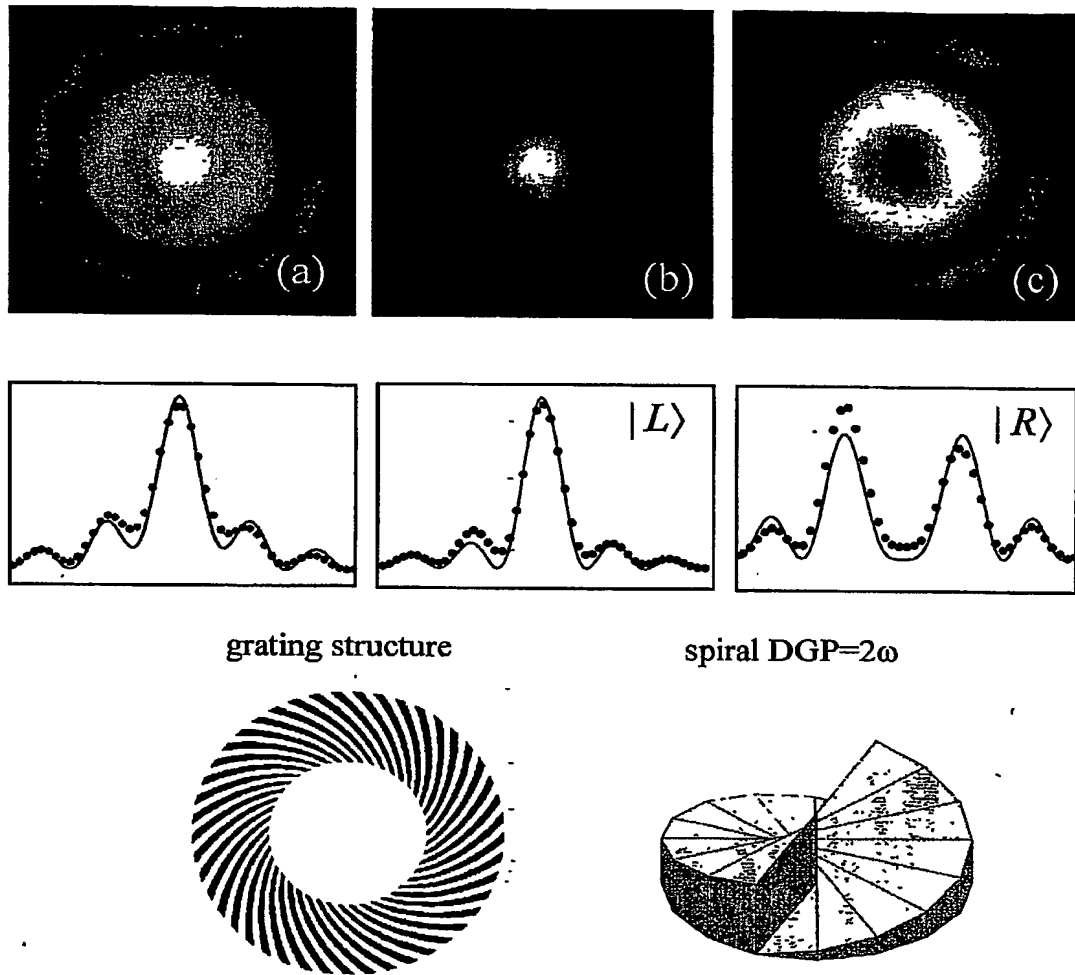 (a)
(b)
(c)
|L⟩
|R⟩
grating structure
spiral DGP=2ω